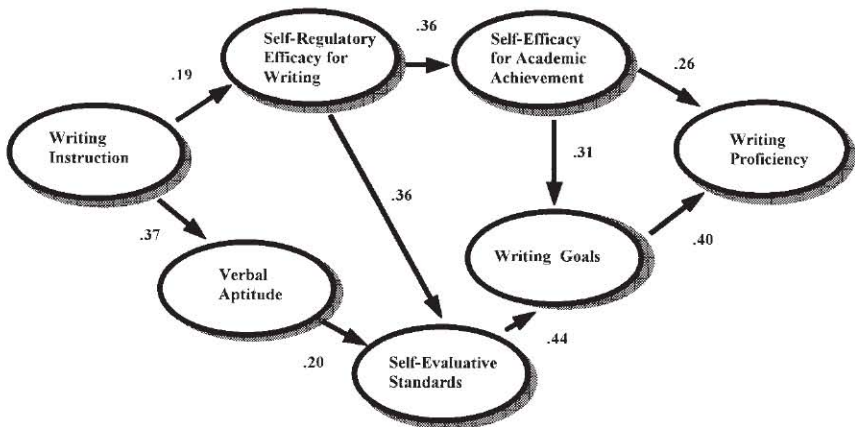 Self-Regulatory
Efficacy for
Writing
.36
Self-Efficacy
for Academic
Achievement
.19
.26
Writing
Instruction
.31
Writing
Proficiency
.36
.37
Writing Goals
.40
Verbal
Aptitude
.20
Self-Evaluative
Standards
.44